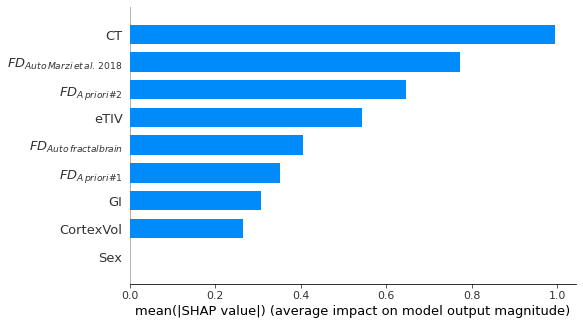 CT
FD_Auto Marzi et al. 2018
FD_A priori#2
eTIV
FD_Auto fractalbrain
FD_A priori#1
GI
CortexVol
Sex
0.0 0.2 0.4 0.6 0.8 1.0
mean(|SHAP value|) (average impact on model output magnitude)